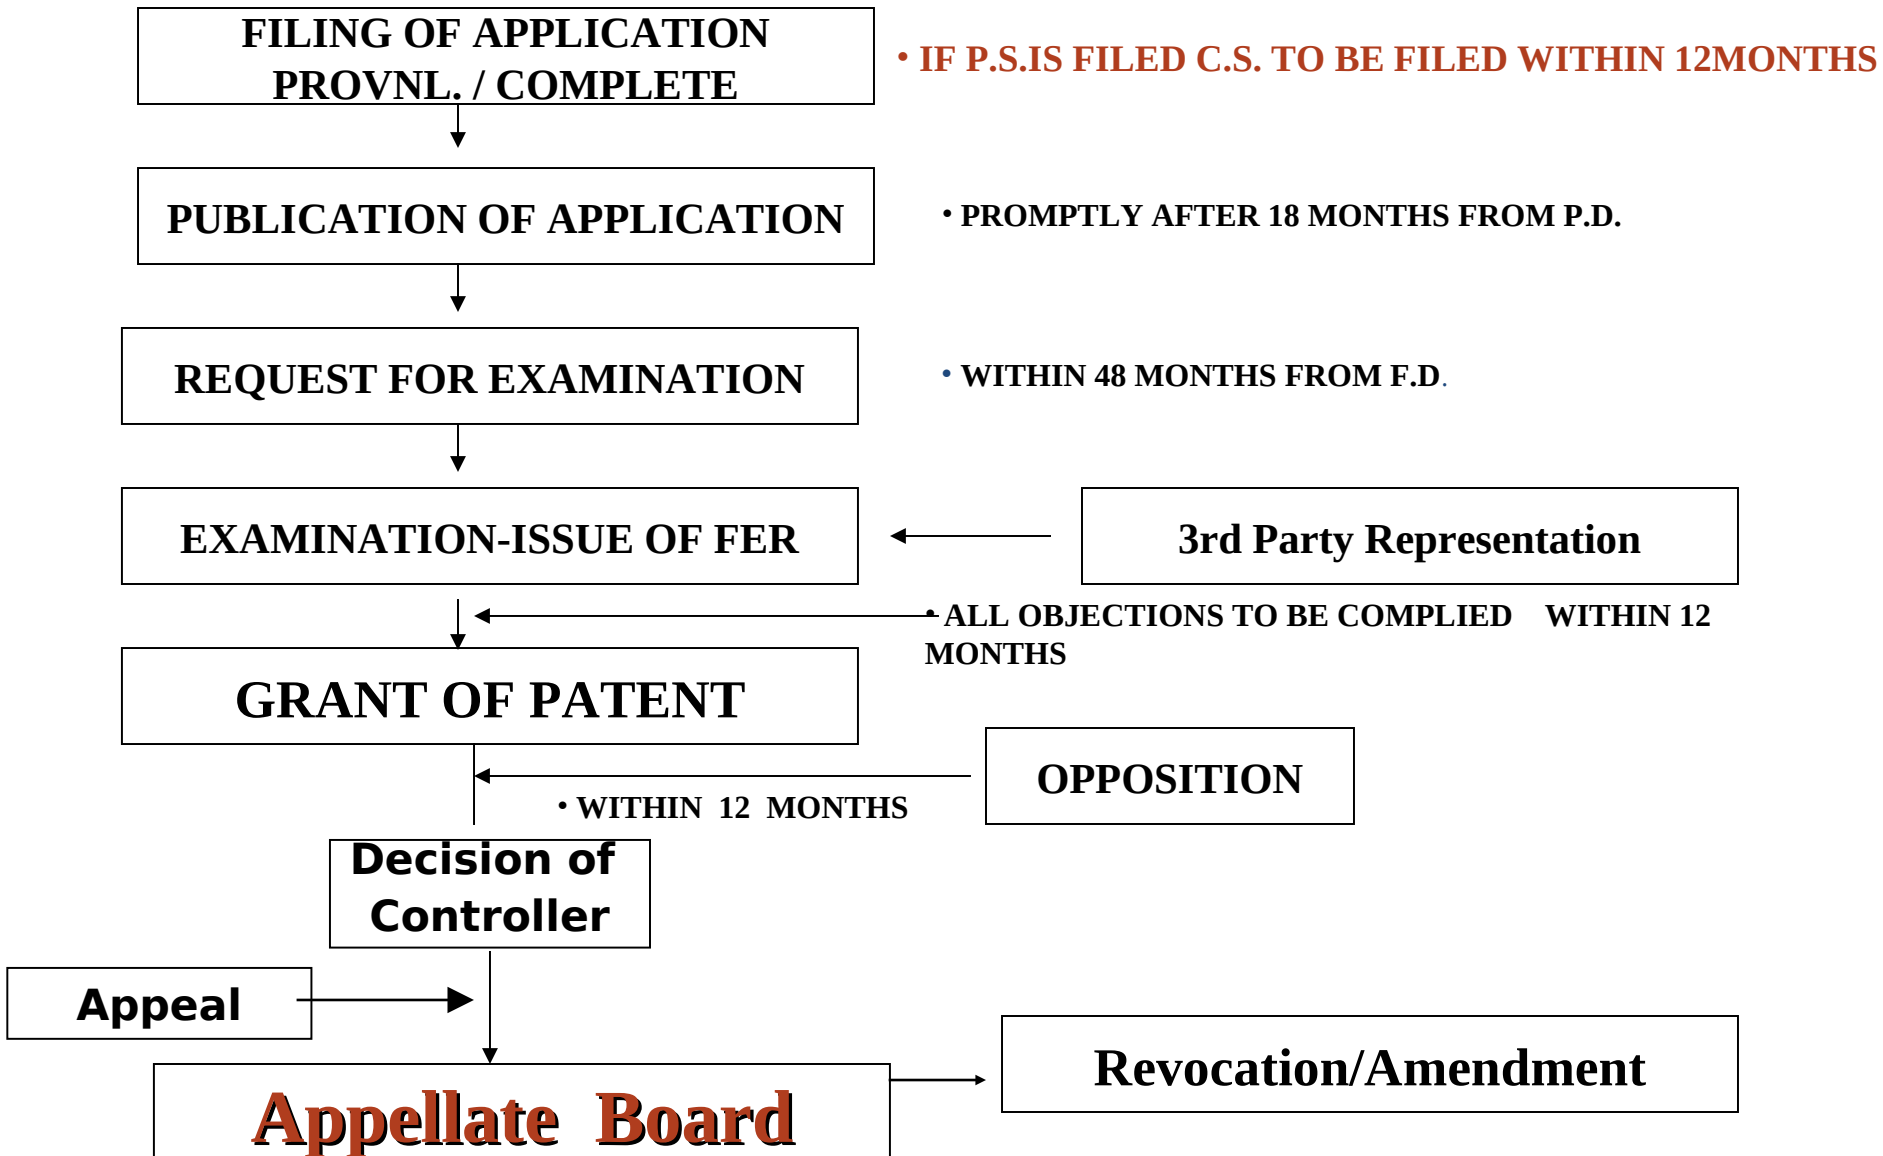 FILING OF APPLICATION
PROVNL. / COMPLETE
• IF P.S.IS FILED C.S. TO BE FILED WITHIN 12MONTHS
PUBLICATION OF APPLICATION
• PROMPTLY AFTER 18 MONTHS FROM P.D.
REQUEST FOR EXAMINATION
• WITHIN 48 MONTHS FROM F.D.
EXAMINATION-ISSUE OF FER
3rd Party Representation
• ALL OBJECTIONS TO BE COMPLIED WITHIN 12
MONTHS
GRANT OF PATENT
OPPOSITION
• WITHIN 12 MONTHS
Decision of
Controller
Appeal
Revocation/Amendment
Appellate Board